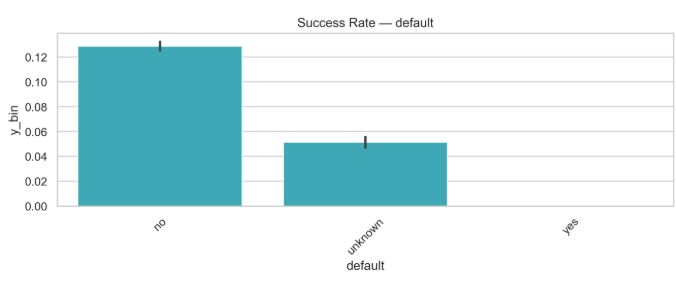 Success Rate — default
y_bin
0.12
0.10
0.08
0.06
0.04
0.02
0.00
no
unknown
yes
default